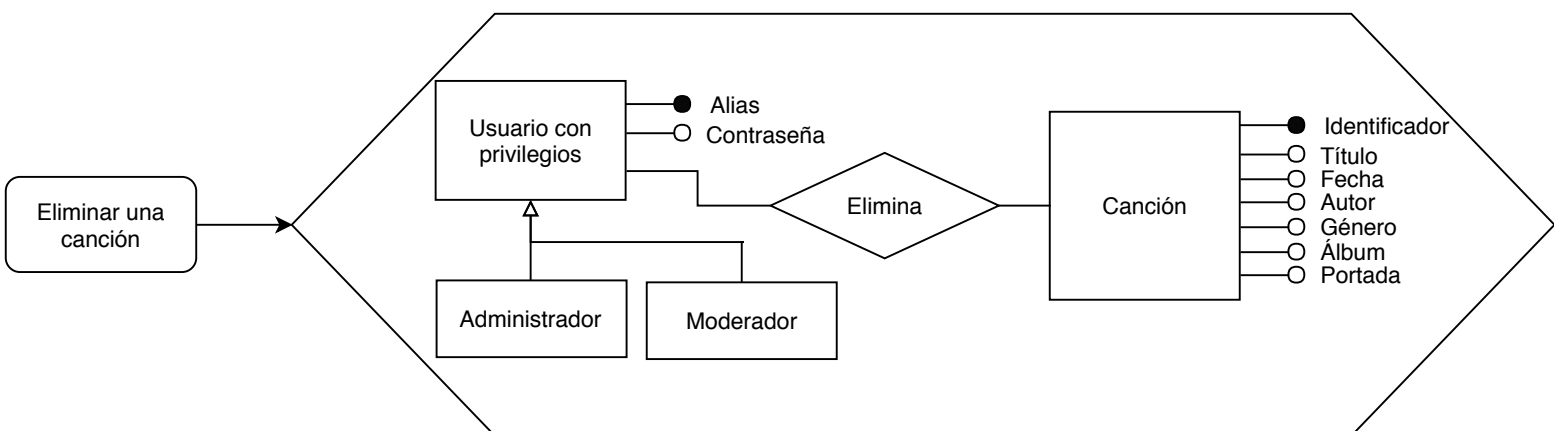 Eliminar una
canción
Usuario con
privilegios
Alias
Contraseña
Administrador
Moderador
Elimina
Canción
Identificador
Título
Fecha
Autor
Género
Álbum
Portada